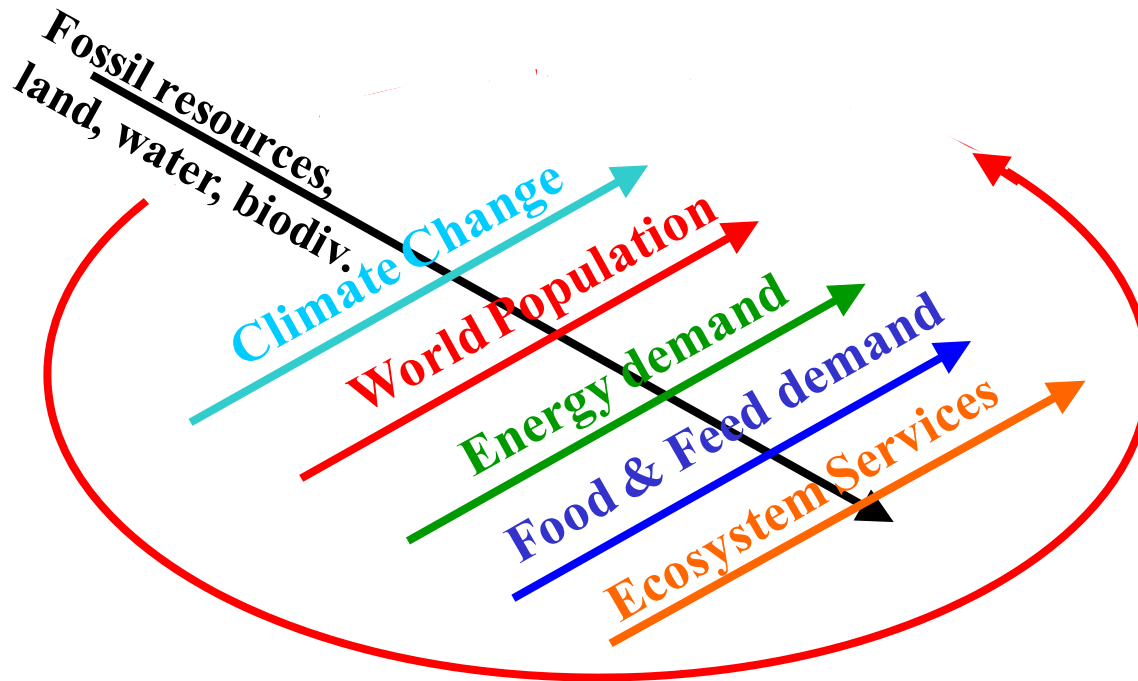 Fossil resources,
land, water, biodiv.
Climate Change
World Population
Energy demand
Food & Feed demand
Ecosystem Services